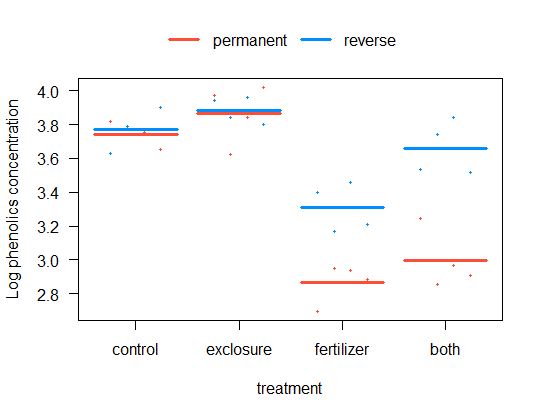 permanent reverse
Log phenolics concentration
4.0
3.8
3.6
3.4
3.2
3.0
2.8
control exclosure fertilizer both
treatment